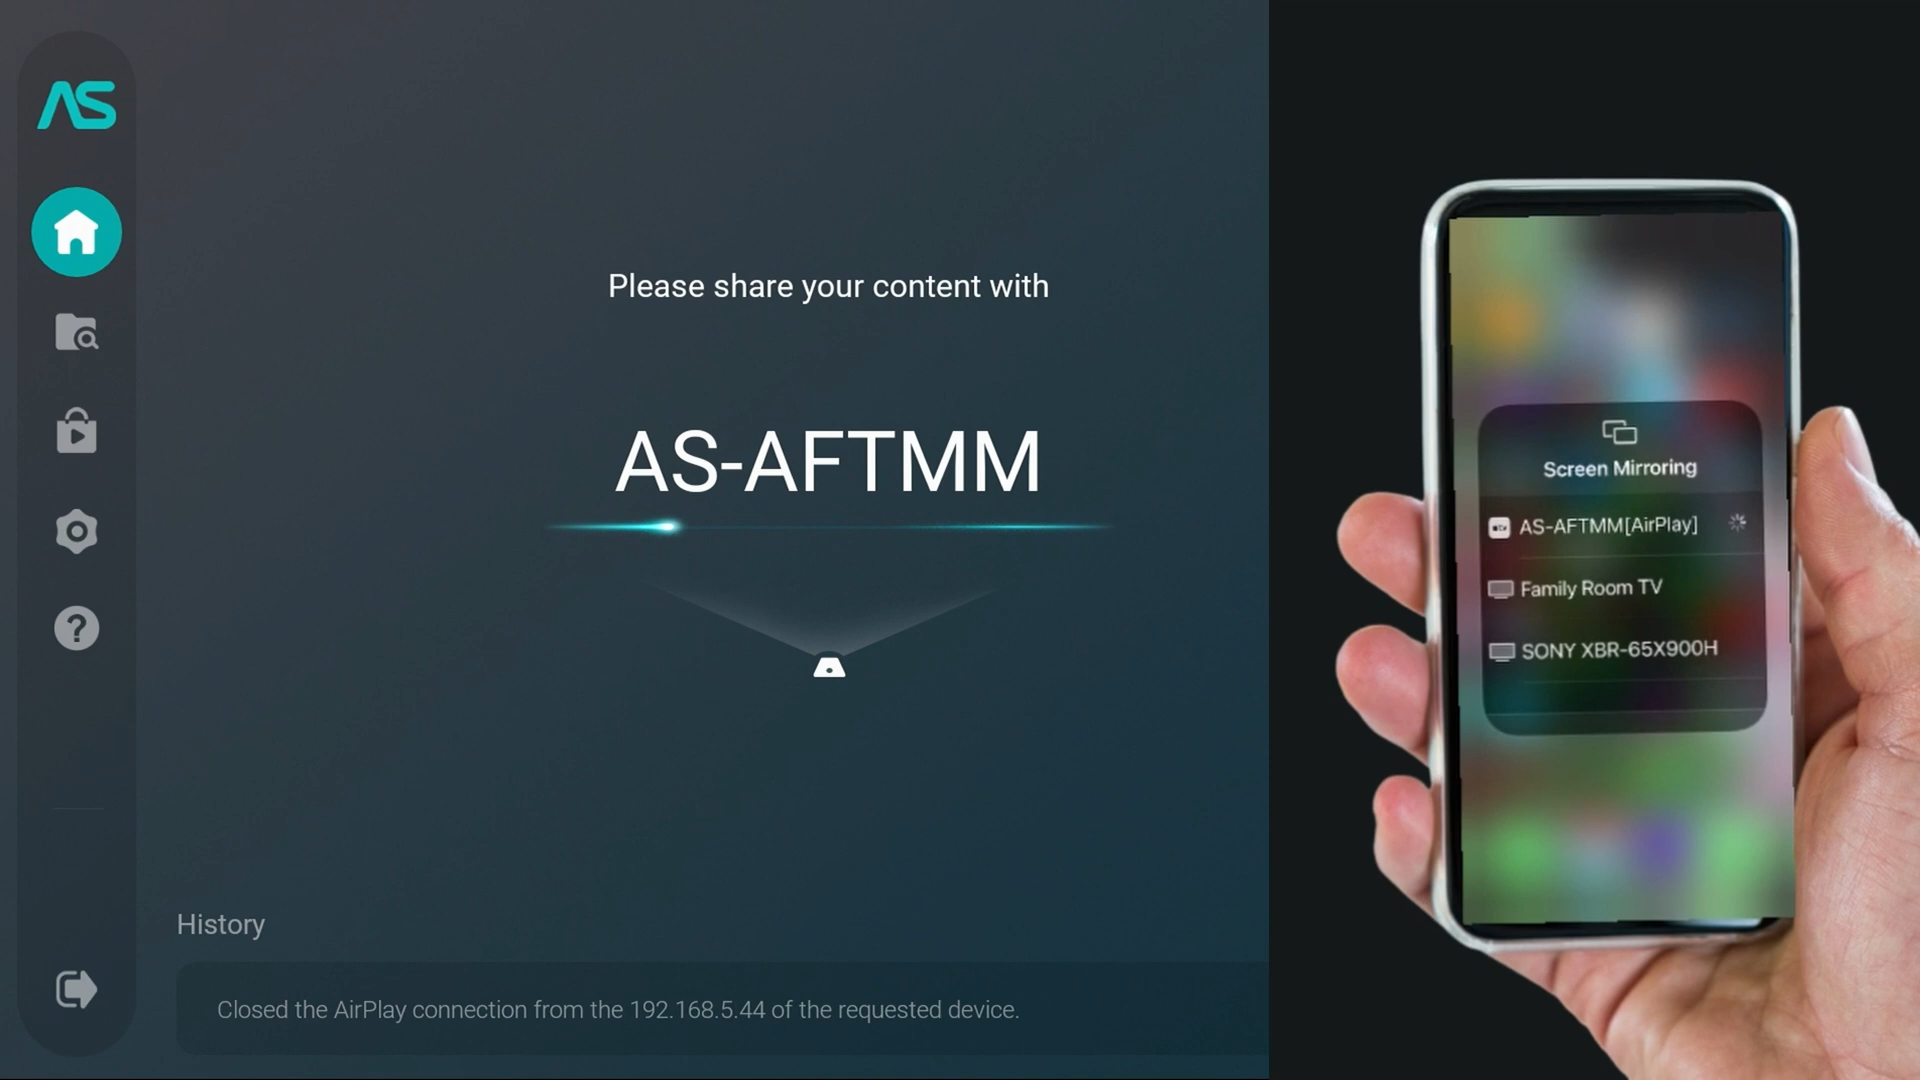 AS
Please share your content with
AS-AFTMM
History
Closed the AirPlay connection from the 192.168.5.44 of the requested device.
Screen Mirroring
AS-AFTMM[AirPlay]
Family Room TV
SONY XBR-65X900H